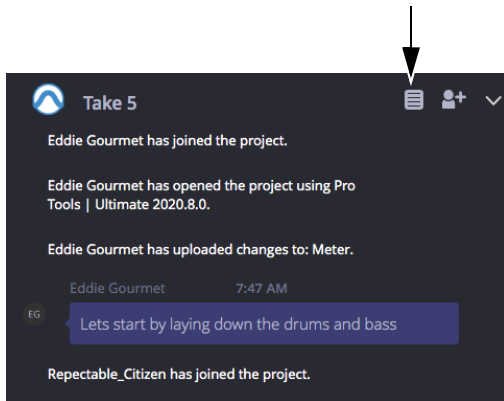 Take 5
Eddie Gourmet has joined the project.
Eddie Gourmet has opened the project using Pro
Tools | Ultimate 2020.8.0.
Eddie Gourmet has uploaded changes to: Meter.
Eddie Gourmet 7:47 AM
EG
Lets start by laying down the drums and bass
Repectable_Citizen has joined the project.